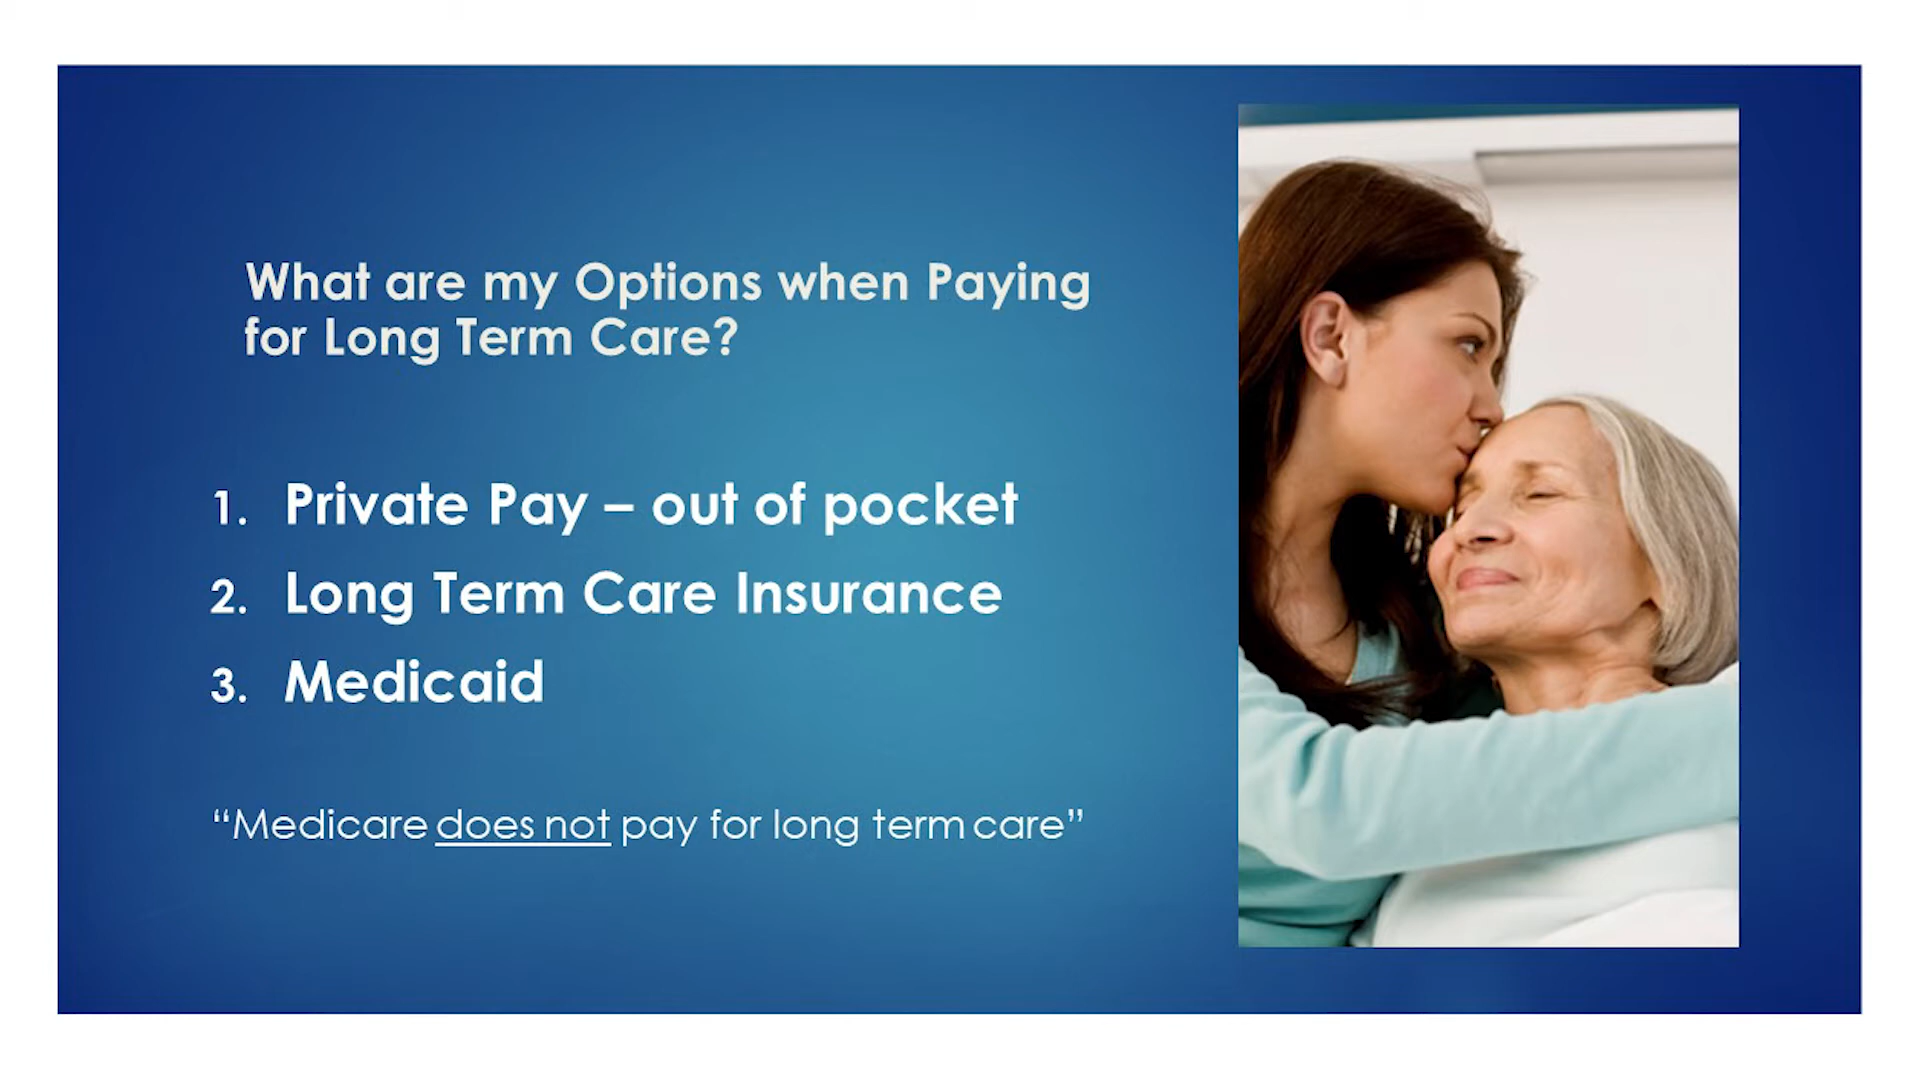 What are my Options when Paying
for Long Term Care?
1. Private Pay – out of pocket
2. Long Term Care Insurance
3. Medicaid
“Medicare does not pay for long term care”